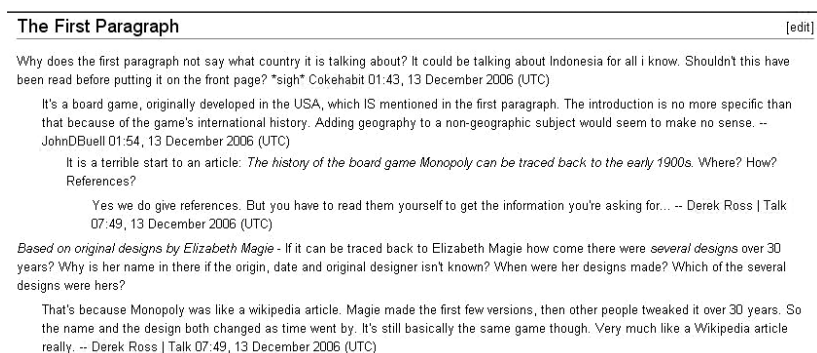 The First Paragraph [edit]
Why does the first paragraph not say what country it is talking about? It could be talking about Indonesia for all i know. Shouldn't this have
been read before putting it on the front page? *sigh* Cokehabit 01:43, 13 December 2006 (UTC)
It's a board game, originally developed in the USA, which IS mentioned in the first paragraph. The introduction is no more specific than
that because of the game's international history. Adding geography to a non-geographic subject would seem to make no sense. --
JohnDBuell 01:54, 13 December 2006 (UTC)
It is a terrible start to an article: The history of the board game Monopoly can be traced back to the early 1900s. Where? How?
References?
Yes we do give references. But you have to read them yourself to get the information you're asking for... -- Derek Ross | Talk
07:49, 13 December 2006 (UTC)
Based on original designs by Elizabeth Magie - If it can be traced back to Elizabeth Magie how come there were several designs over 30
years? Why is her name in there if the origin, date and original designer isn't known? When were her designs made? Which of the several
designs were hers?
That's because Monopoly was like a wikipedia article. Magie made the first few versions, then other people tweaked it over 30 years. So
the name and the design both changed as time went by. It's still basically the same game though. Very much like a Wikipedia article
really. -- Derek Ross | Talk 07:49, 13 December 2006 (UTC)